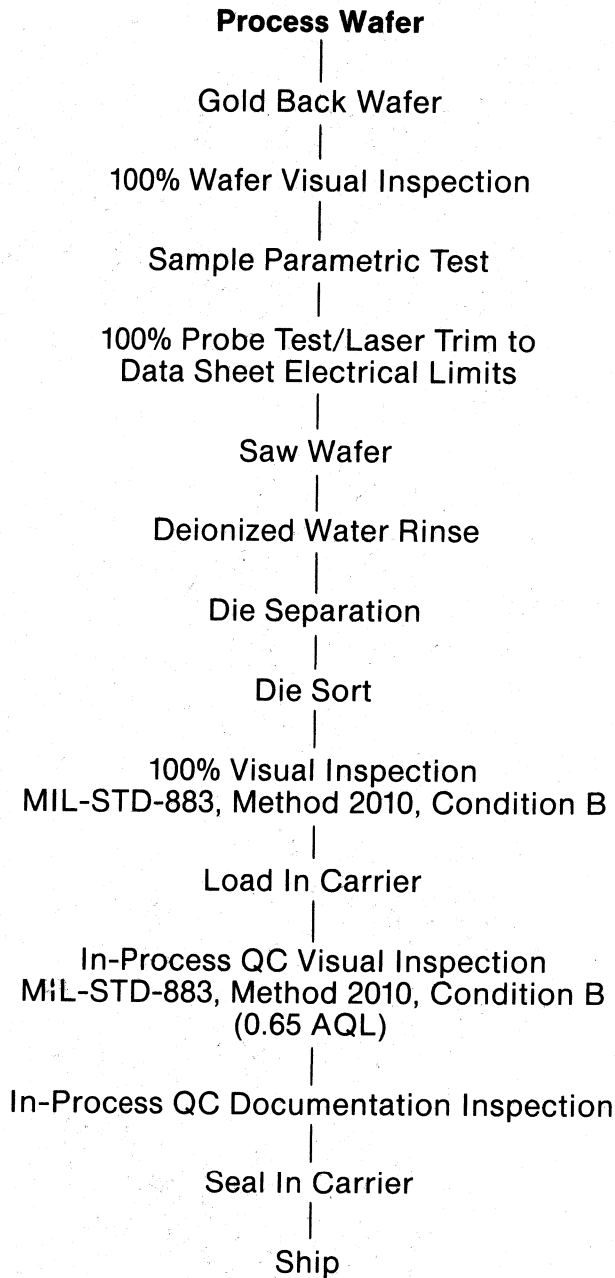 Process Wafer
Gold Back Wafer
100% Wafer Visual Inspection
Sample Parametric Test
100% Probe Test/Laser Trim to
Data Sheet Electrical Limits
Saw Wafer
Deionized Water Rinse
Die Separation
Die Sort
100% Visual Inspection
MIL-STD-883, Method 2010, Condition B
Load In Carrier
In-Process QC Visual Inspection
MIL-STD-883, Method 2010, Condition B
(0.65 AQL)
In-Process QC Documentation Inspection
Seal In Carrier
Ship